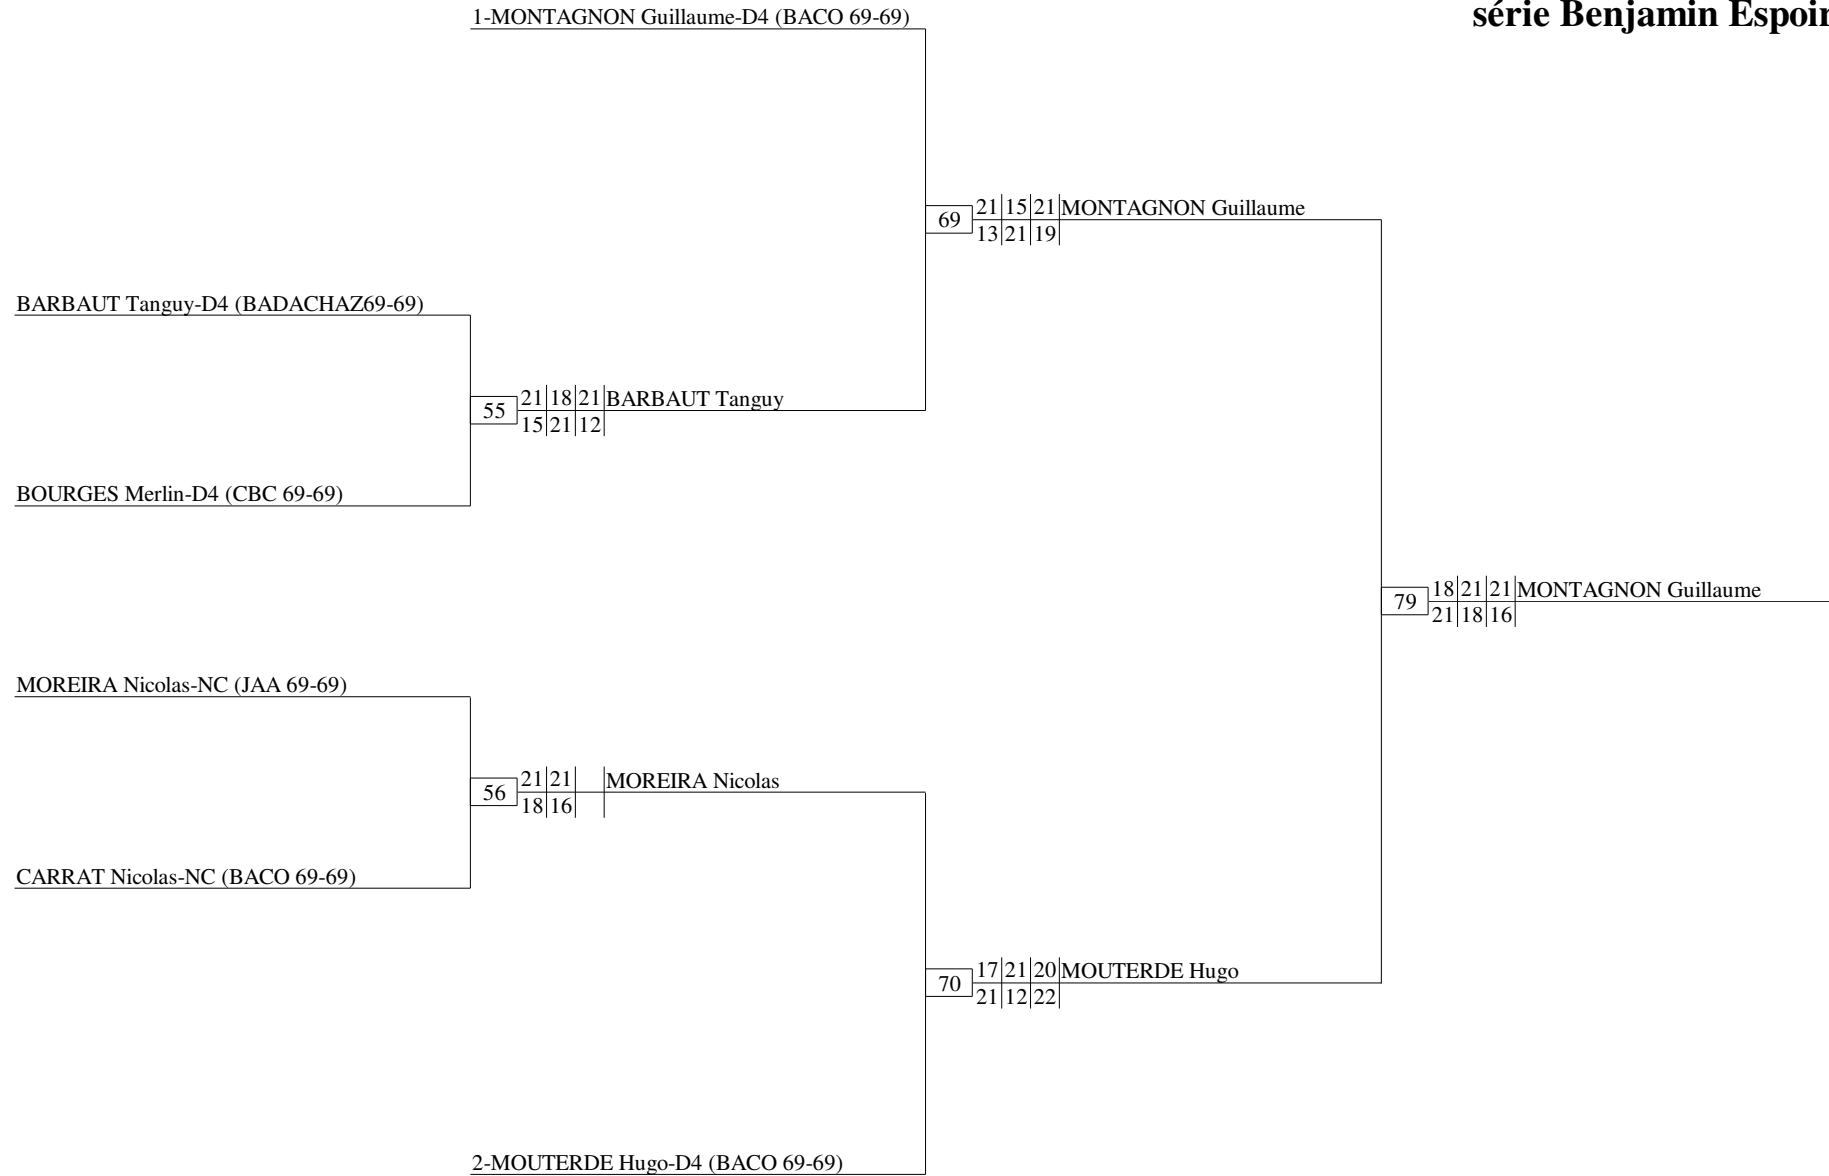 1-MONTAGNON Guillaume-D4 (BACO 69-69)
série Benjamin Espoir
21 15 21 MONTAGNON Guillaume
69
13 21 19
BARBAUT Tanguy-D4 (BADACHAZ69-69)
21 18 21 BARBAUT Tanguy
55
15 21 12
BOURGES Merlin-D4 (CBC 69-69)
18 21 21 MONTAGNON Guillaume
79
21 18 16
MOREIRA Nicolas-NC (JAA 69-69)
21 21 MOREIRA Nicolas
56
18 16
CARRAT Nicolas-NC (BACO 69-69)
17 21 20 MOUTERDE Hugo
70
21 12 22
2-MOUTERDE Hugo-D4 (BACO 69-69)